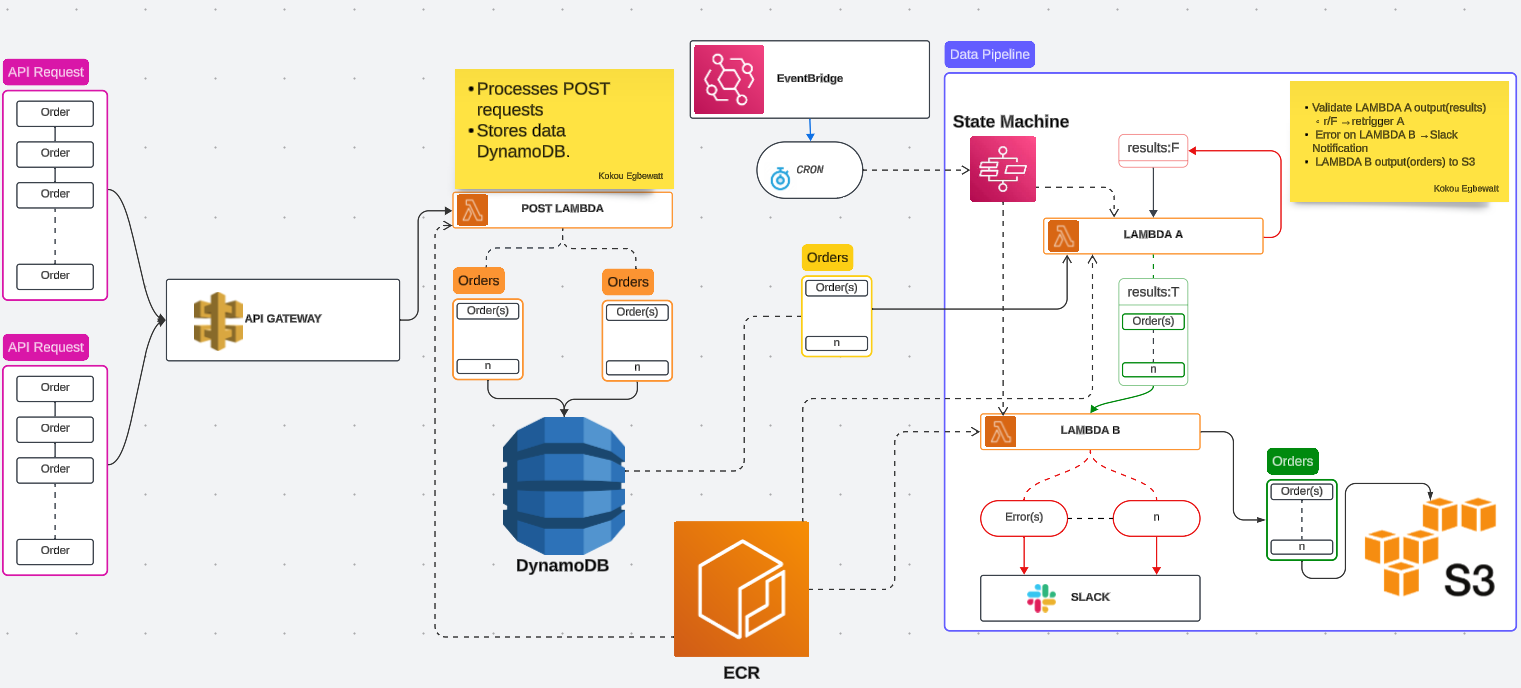 API Request
Order
Order
Order
Order
API Request
Order
Order
Order
Order
API GATEWAY
• Processes POST
requests
• Stores data
DynamoDB.
Kokou Egbewatt
POST LAMBDA
Orders
Order(s)
n
Orders
Order(s)
n
DynamoDB
EventBridge
CRON
Orders
Order(s)
n
ECR
Data Pipeline
State Machine
results:F
• Validate LAMBDA A output(results)
◦ r/F →retrigger A
• Error on LAMBDA B →Slack
Notification
• LAMBDA B output(orders) to S3
Kokou Egbewatt
LAMBDA A
results:T
Order(s)
n
LAMBDA B
Error(s)
n
SLACK
Orders
Order(s)
n
S3